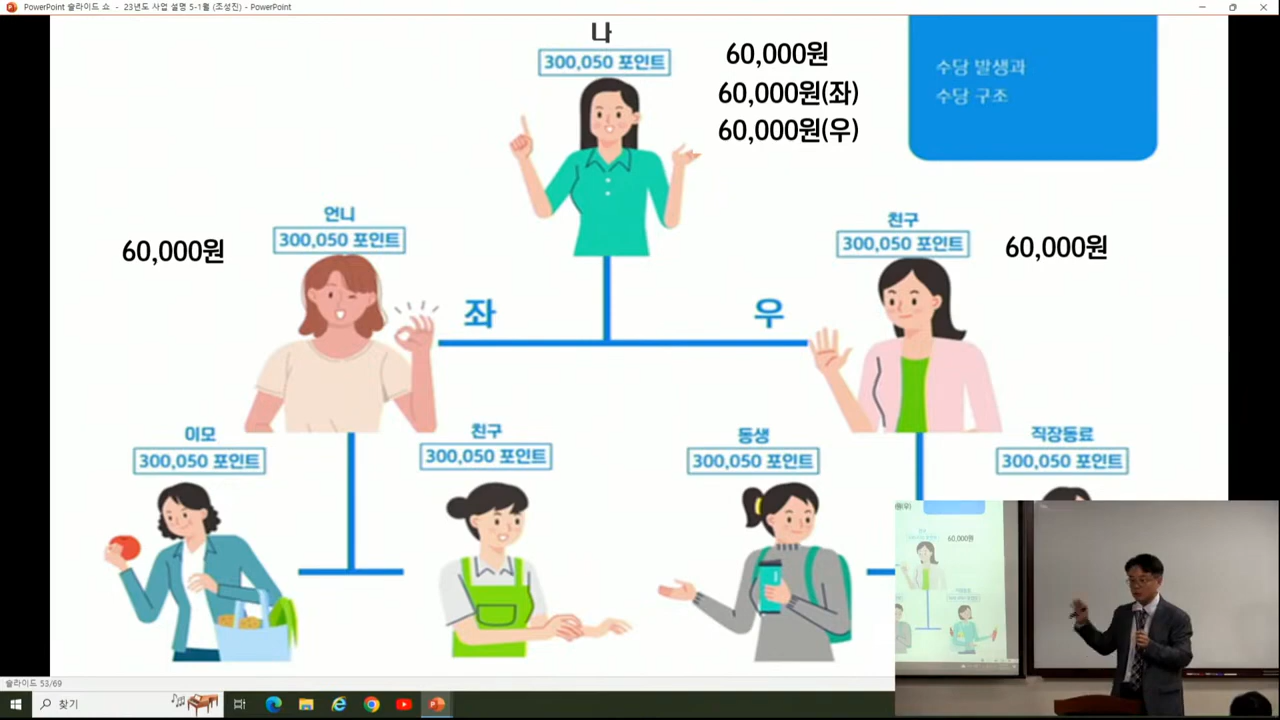 PowerPoint 슬라이드 쇼 - 23년도 사업 설명 5-1월 (조성진) - PowerPoint
나
300,050 포인트
60,000원
60,000원(좌)
60,000원(우)
수당 발생과
수당 구조
언니
300,050 포인트
60,000원
친구
300,050 포인트
60,000원
좌
우
이모
300,050 포인트
친구
300,050 포인트
동생
300,050 포인트
직장동료
300,050 포인트
60,000원
슬라이드 53/69
찾기